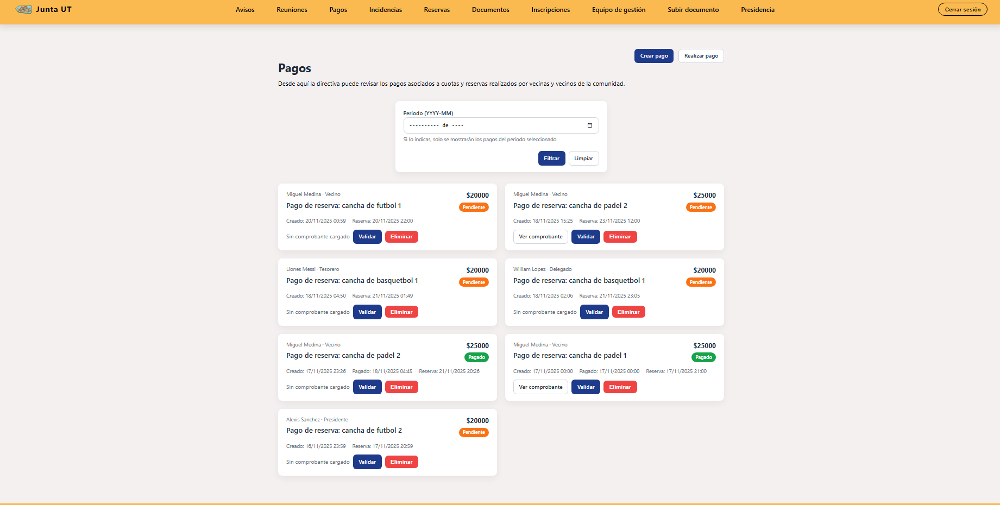 Junta UT
Avisos Reuniones Pagos Incidencias Reservas Documentos Inscripciones Equipo de gestión Subir documento Presidencia
Cerrar sesión
Crear pago Realizar pago
Pagos
Desde aquí la directiva puede revisar los pagos asociados a cuotas y reservas realizados por vecinas y vecinos de la comunidad.
Período (YYYY-MM)
---------- de ----
Si lo indicas, solo se mostrarán los pagos del período seleccionado.
Filtrar Limpiar
Miguel Medina · Vecino
$20000
Pago de reserva: cancha de futbol 1
Pendiente
Creado: 20/11/2025 00:59 Reserva: 20/11/2025 22:00
Sin comprobante cargado Validar Eliminar
Miguel Medina · Vecino
$25000
Pago de reserva: cancha de padel 2
Pendiente
Creado: 18/11/2025 15:25 Reserva: 23/11/2025 12:00
Ver comprobante Validar Eliminar
Liones Messi · Tesorero
$20000
Pago de reserva: cancha de basquetbol 1
Pendiente
Creado: 18/11/2025 04:50 Reserva: 21/11/2025 01:49
Sin comprobante cargado Validar Eliminar
William Lopez · Delegado
$20000
Pago de reserva: cancha de basquetbol 1
Pendiente
Creado: 18/11/2025 02:06 Reserva: 21/11/2025 23:05
Sin comprobante cargado Validar Eliminar
Miguel Medina · Vecino
$25000
Pago de reserva: cancha de padel 2
Pagado
Creado: 17/11/2025 23:26 Pagado: 18/11/2025 04:45 Reserva: 21/11/2025 20:26
Sin comprobante cargado Validar Eliminar
Miguel Medina · Vecino
$25000
Pago de reserva: cancha de padel 1
Pagado
Creado: 17/11/2025 00:00 Pagado: 17/11/2025 00:00 Reserva: 17/11/2025 21:00
Ver comprobante Validar Eliminar
Alexis Sanchez · Presidente
$20000
Pago de reserva: cancha de futbol 2
Pendiente
Creado: 16/11/2025 23:59 Reserva: 17/11/2025 20:59
Sin comprobante cargado Validar Eliminar